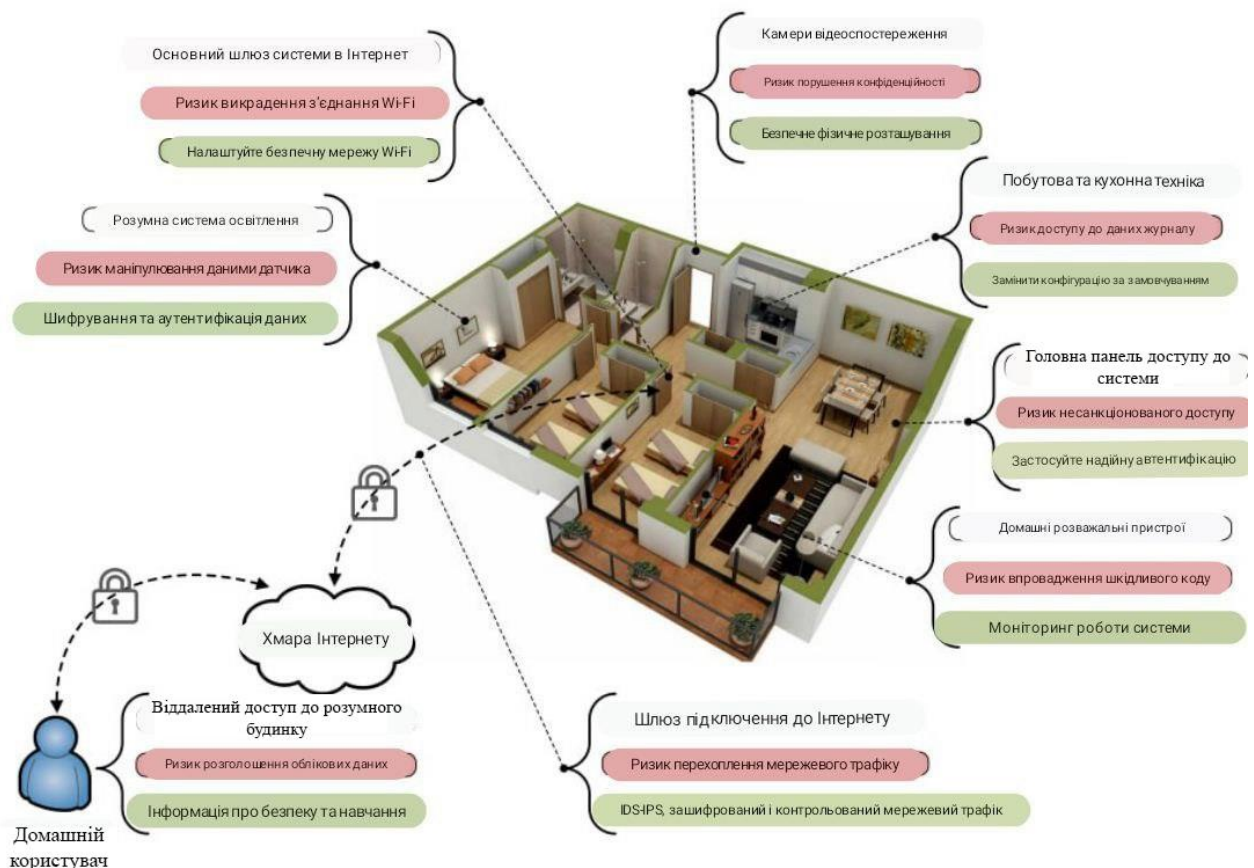 Основний шлюз системи в Інтернет
Ризик викрадення з'єднання Wi-Fi
Налаштуйте безпечну мережу Wi-Fi
Камери відеоспостереження
Ризик порушення конфіденційності
Безпечне фізичне розташування
Розумна система освітлення
Ризик маніпулювання даними датчика
Шифрування та аутентифікація даних
Побутова та кухонна техніка
Ризик доступу до даних журналу
Замінити конфігурацію за замовчуванням
Головна панель доступу до
системи
Ризик несанкціонованого доступу
Застосуйте надійну автентифікацію
Домашні розважальні пристрої
Ризик впровадження шкідливого коду
Моніторинг роботи системи
Хмара Інтернету
Віддалений доступ до розумного
будинку
Ризик розголошення облікових даних
Інформація про безпеку та навчання
Домашній
користувач
Шлюз підключення до Інтернету
Ризик перехоплення мережевого трафіку
IDS-IPS, зашифрований і контрольований мережевий трафік